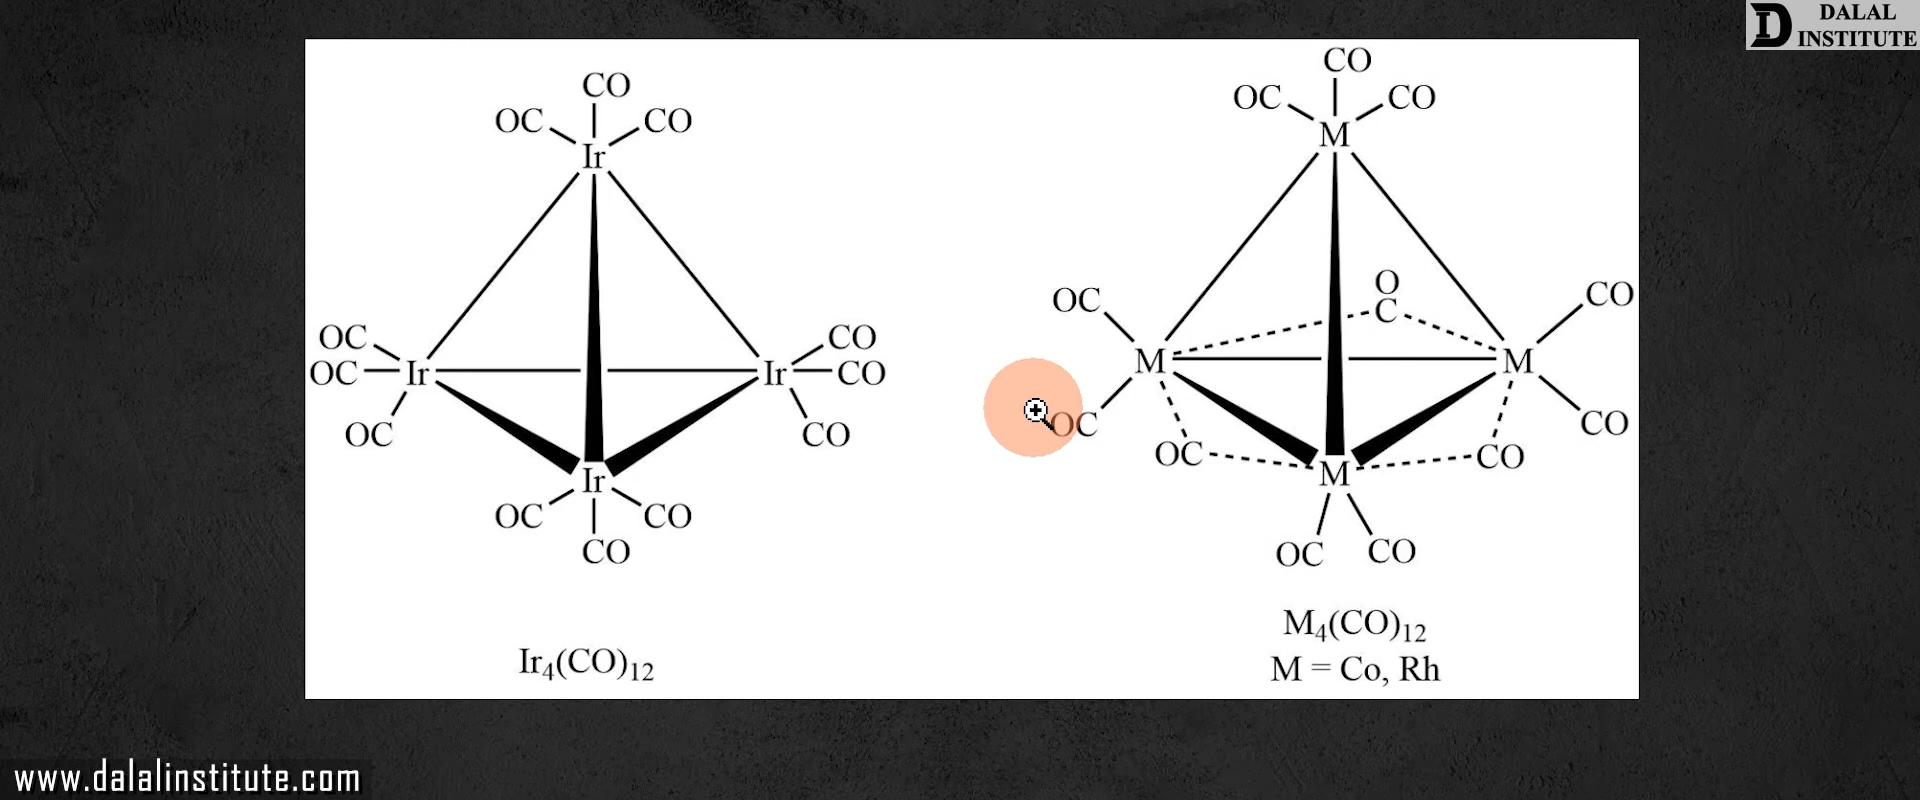 DALAL
INSTITUTE
CO
OC CO
Ir
OC
OC Ir
OC
Ir CO
CO
CO
Ir
OC CO
CO
Ir4(CO)12
CO
OC CO
M
OC
O
C
CO
M
M
OC
CO
OC
CO
M
OC CO
M4(CO)12
M = Co, Rh
www.dalalinstitute.com